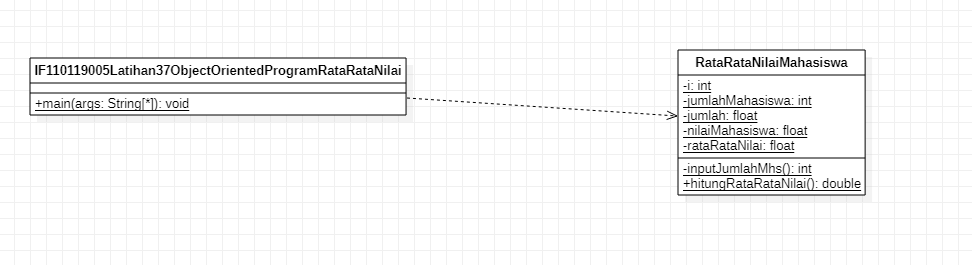 IF110119005Latihan37ObjectOrientedProgramRataRataNilai
+main(args: String[*]): void
RataRataNilaiMahasiswa
-i: int
-jumlahMahasiswa: int
-jumlah: float
-nilaiMahasiswa: float
-rataRataNilai: float
-inputJumlahMhs(): int
+hitungRataRataNilai(): double